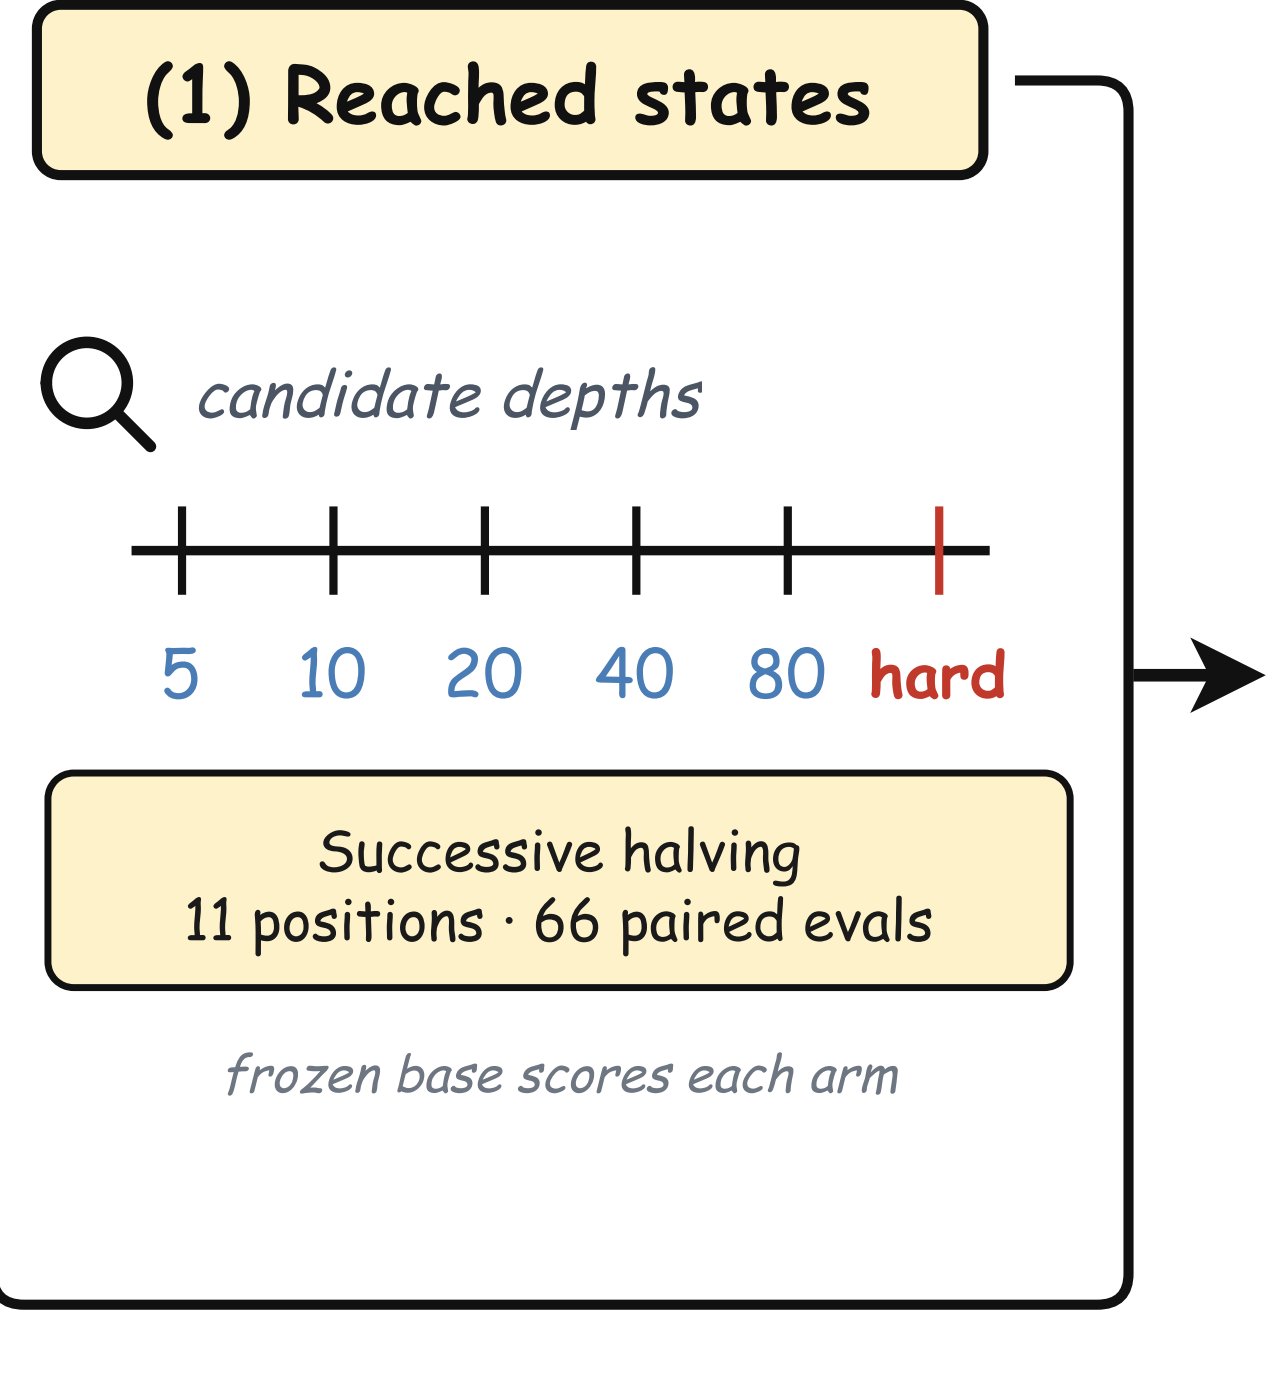 (1) Reached states
candidate depths
5 10 20 40 80 hard
Successive halving
11 positions · 66 paired evals
frozen base scores each arm